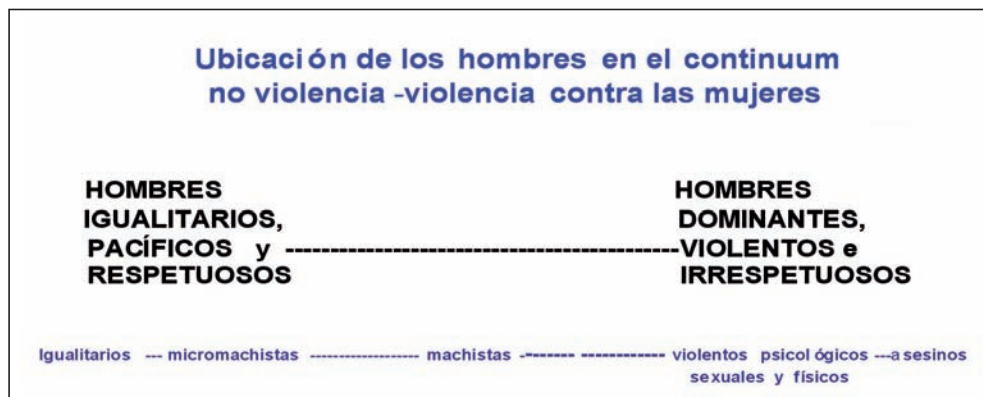 Ubicación de los hombres en el continuum
no violencia -violencia contra las mujeres
HOMBRES HOMBRES
IGUALITARIOS, DOMINANTES,
PACÍFICOS y --------------------------------------------VIOLENTOS e
RESPETUOSOS IRRESPETUOSOS
Igualitarios --- micromachistas ------------------- machistas -------- ------------ violentos psicológicos ---asesinos
sexuales y físicos